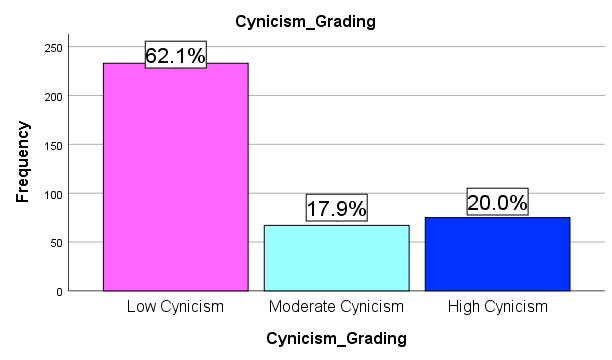 Cynicism_Grading
Frequency
250
200
150
100
50
0
62.1%
17.9%
20.0%
Low Cynicism
Moderate Cynicism
High Cynicism
Cynicism_Grading